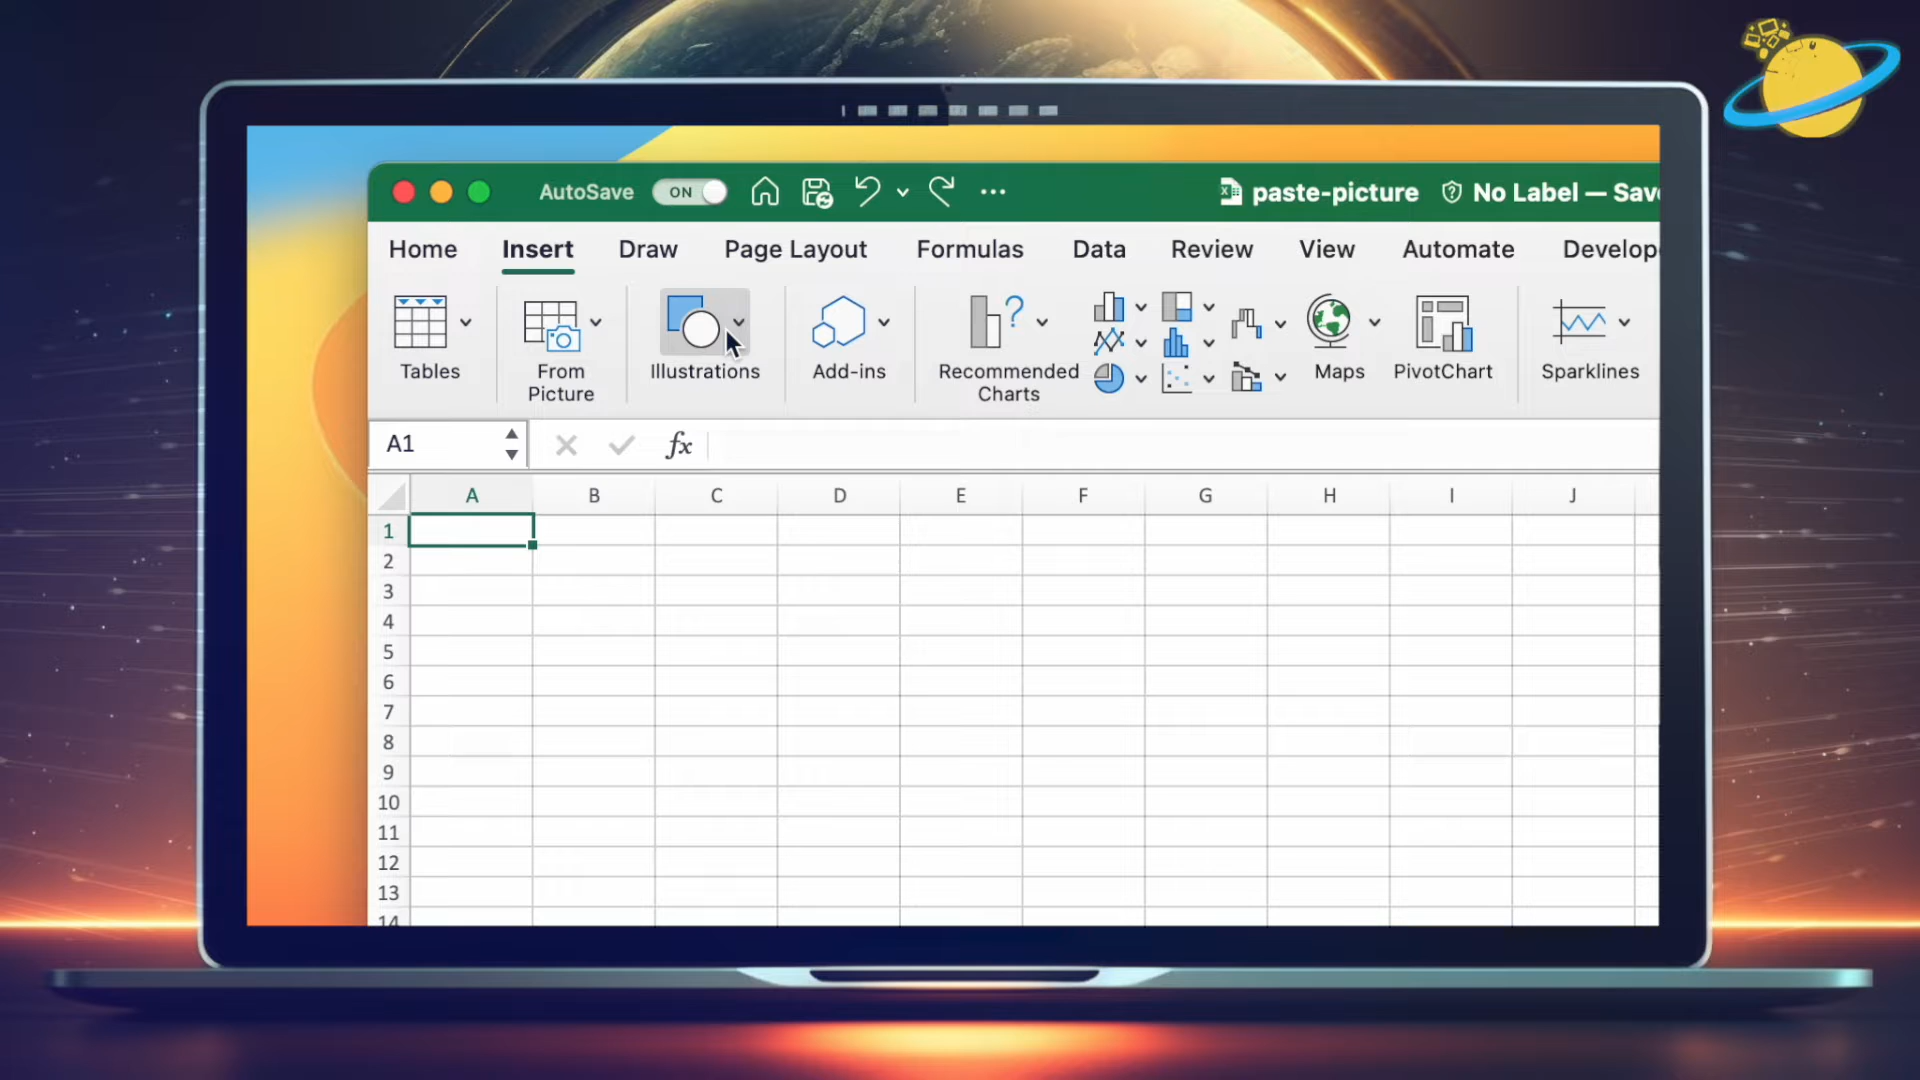 AutoSave ON paste-picture No Label — Save
Home Insert Draw Page Layout Formulas Data Review View Automate Develop
Tables From Picture Illustrations Add-ins Recommended Charts Maps PivotChart Sparklines
A1 fx
A B C D E F G H I J
1
2
3
4
5
6
7
8
9
10
11
12
13
14